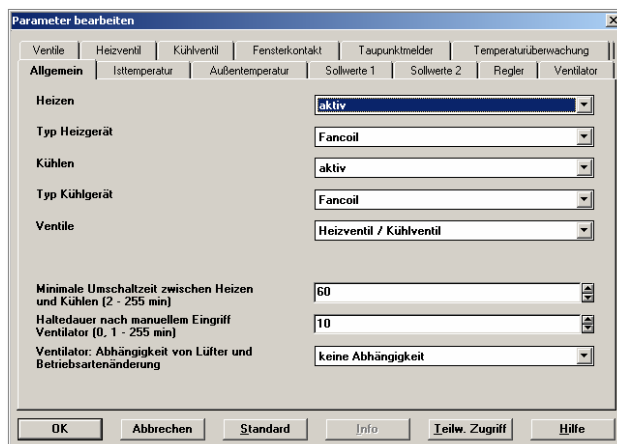 Parameter bearbeiten
Ventile Heizventil Kühlventil Fensterkontakt Taupunktmelder Temperaturüberwachung
Allgemein Isttemperatur Außentemperatur Sollwerte 1 Sollwerte 2 Regler Ventilator
Heizen aktiv
Typ Heizgerät Fancoil
Kühlen aktiv
Typ Kühlgerät Fancoil
Ventile Heizventil / Kühlventil
Minimale Umschaltzeit zwischen Heizen
und Kühlen (2 - 255 min) 60
Haltedauer nach manuellem Eingriff
Ventilator (0, 1 - 255 min) 10
Ventilator: Abhängigkeit von Lüfter und
Betriebsartenänderung keine Abhängigkeit
OK Abbrechen Standard Info Teilw. Zugriff Hilfe